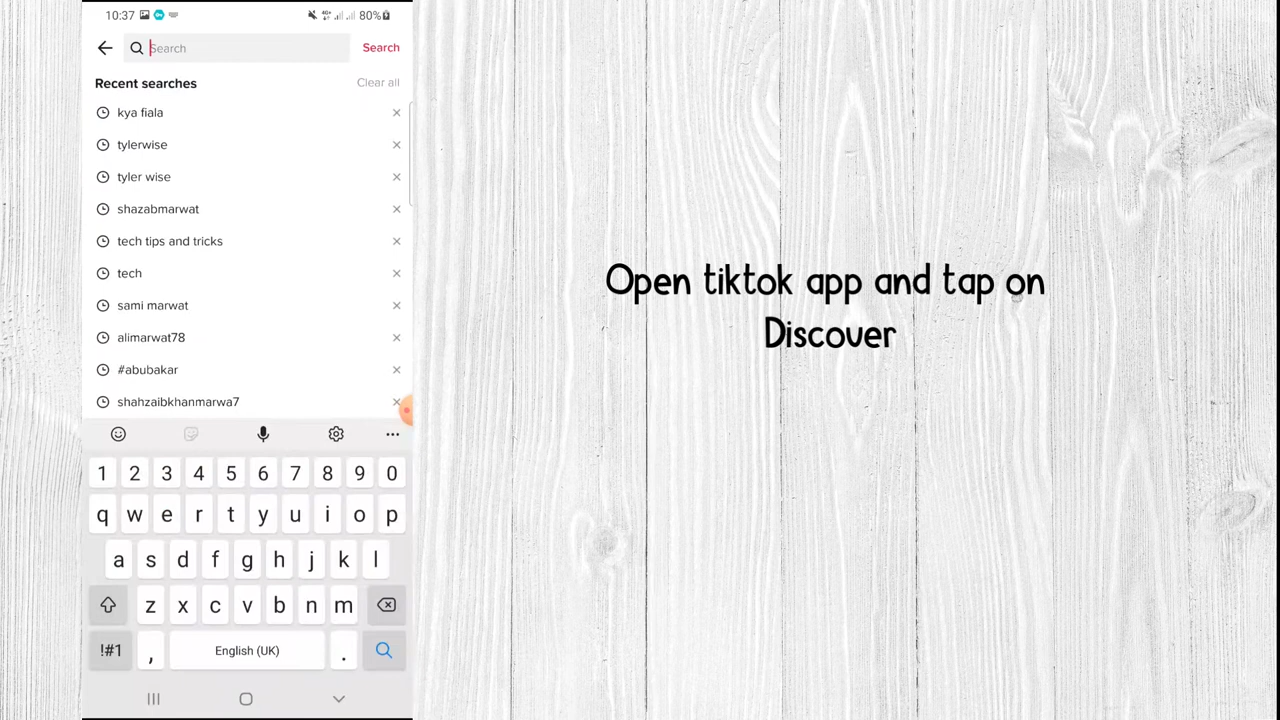 10:37 80%
Search Search
Recent searches Clear all
kya fiala
tylerwise
tyler wise
shazabmarwat
tech tips and tricks
tech
sami marwat
alimarwat78
#abubakar
shahzaibkhanmarwa7
1 2 3 4 5 6 7 8 9 0
q w e r t y u i o p
a s d f g h j k l
z x c v b n m
!#1 , English (UK) .
Open tiktok app and tap on
Discover